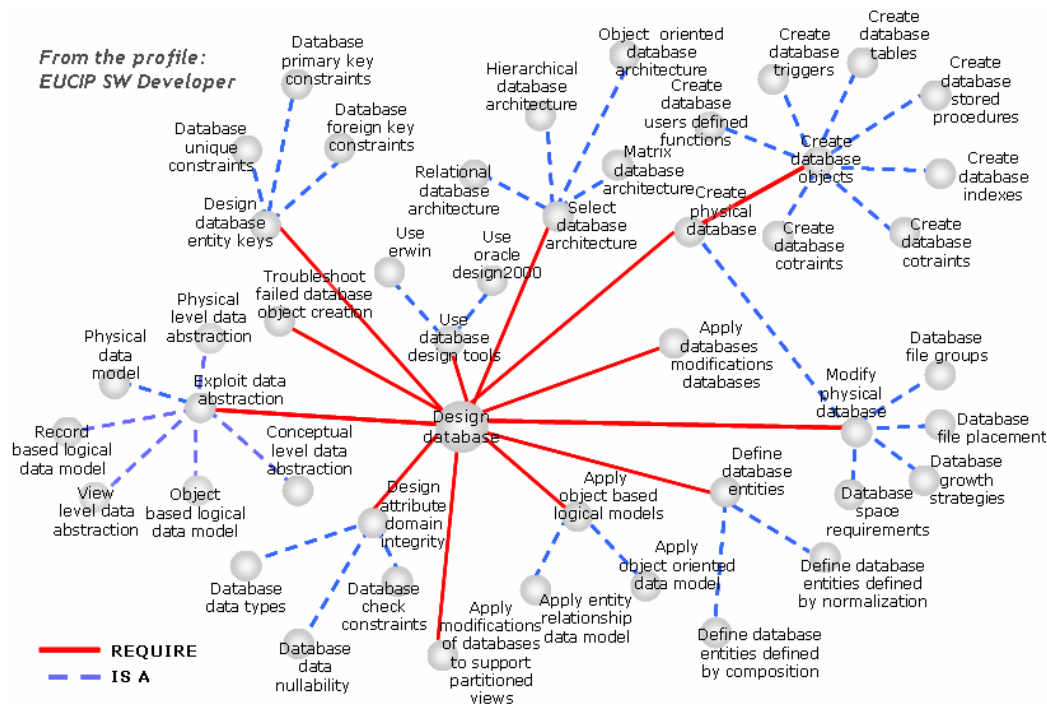 From the profile:
EUCIP SW Developer
Database
primary key
constraints
Database
unique
constraints
Database
foreign key
constraints
Design
database
entity keys
Hierarchical
database
architecture
Object oriented
database
architecture
Relational
database
architecture
Matrix
database
architecture
Select
database
architecture
Create
database
users defined
functions
Create
database
triggers
Create
database
tables
Create
database
stored
procedures
Create
database
objects
Create
database
indexes
Create
database
cotraints
Create
database
cotraints
Create
physical
database
Use
erwin
Use
oracle
design2000
Use
database
design tools
Troubleshoot
failed database
object creation
Physical
level data
abstraction
Physical
data
model
Exploit data
abstraction
Record
based logical
data model
View
level data
abstraction
Object
based logical
data model
Conceptual
level data
abstraction
Design
database
Apply
databases
modifications
databases
Modify
physical
database
Database
file groups
Database
file placement
Database
growth
strategies
Database
space
requirements
Define
database
entities
Define database
entities defined
by normalization
Define database
entities defined
by composition
Apply
object based
logical models
Apply
object oriented
data model
Apply entity
relationship
data model
Design
attribute
domain
integrity
Database
data types
Database
check
constraints
Database
data
nullability
Apply
modifications
of databases
to support
partitioned
views
REQUIRE
IS A